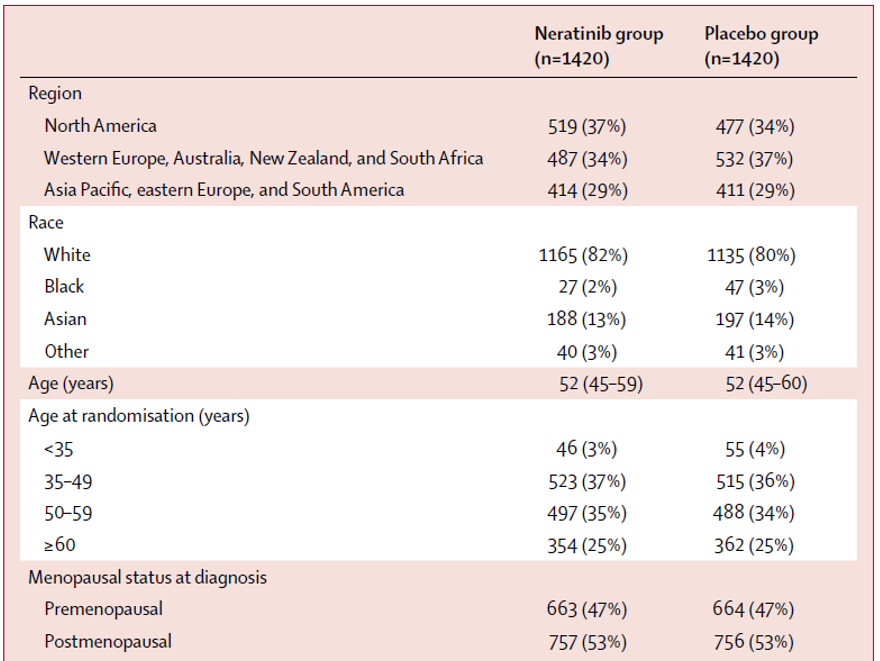 Neratinib group Placebo group
(n=1420) (n=1420)
Region
North America 519 (37%) 477 (34%)
Western Europe, Australia, New Zealand, and South Africa 487 (34%) 532 (37%)
Asia Pacific, eastern Europe, and South America 414 (29%) 411 (29%)
Race
White 1165 (82%) 1135 (80%)
Black 27 (2%) 47 (3%)
Asian 188 (13%) 197 (14%)
Other 40 (3%) 41 (3%)
Age (years) 52 (45–59) 52 (45–60)
Age at randomisation (years)
<35 46 (3%) 55 (4%)
35–49 523 (37%) 515 (36%)
50–59 497 (35%) 488 (34%)
≥60 354 (25%) 362 (25%)
Menopausal status at diagnosis
Premenopausal 663 (47%) 664 (47%)
Postmenopausal 757 (53%) 756 (53%)